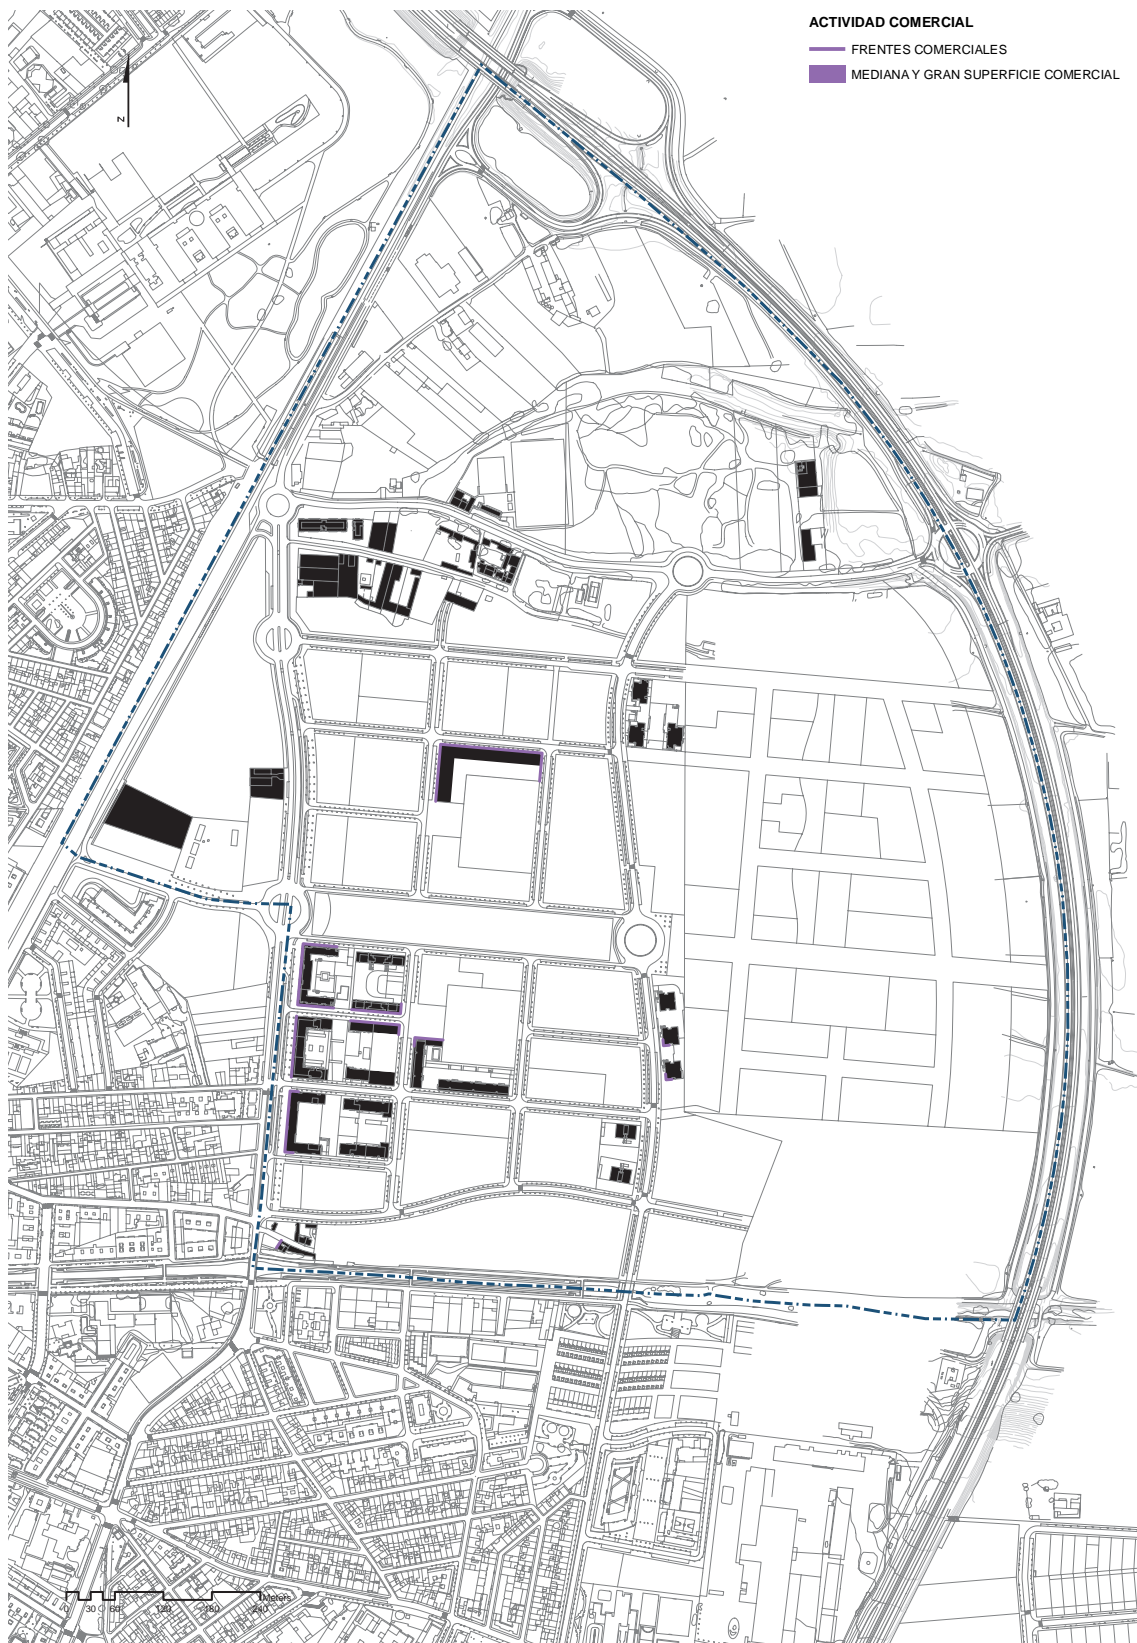 ACTIVIDAD COMERCIAL
FRENTES COMERCIALES
MEDIANA Y GRAN SUPERFICIE COMERCIAL
N
Meters
0 30 60 120 180 240